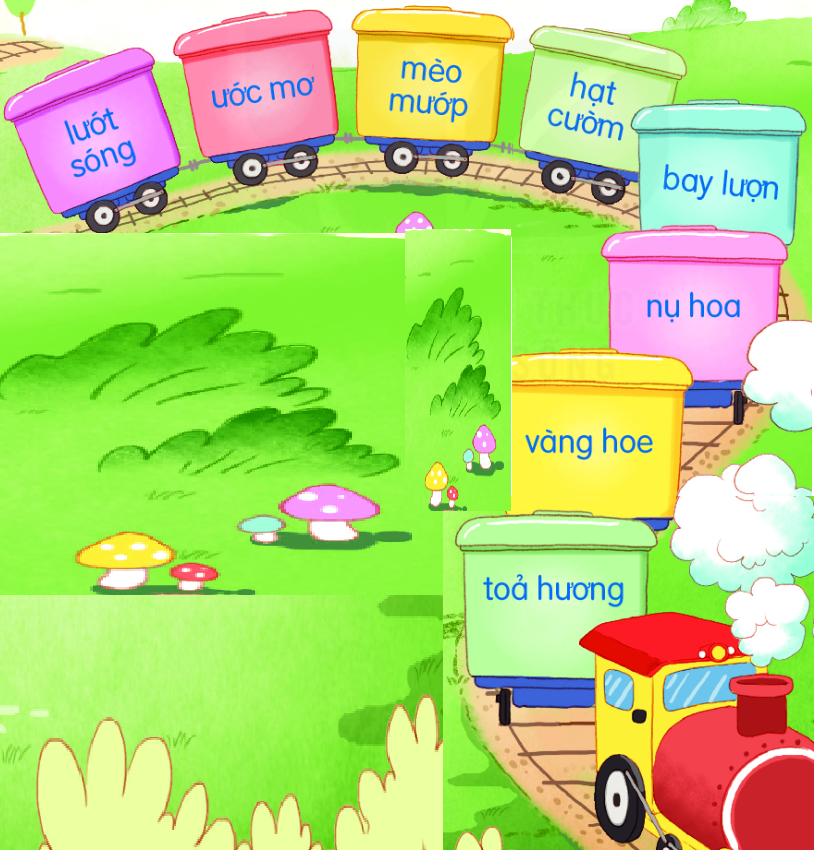 lướt
sóng
ước mơ
mèo
mướp
hạt
cườm
bay lượn
nụ hoa
vàng hoe
toả hương